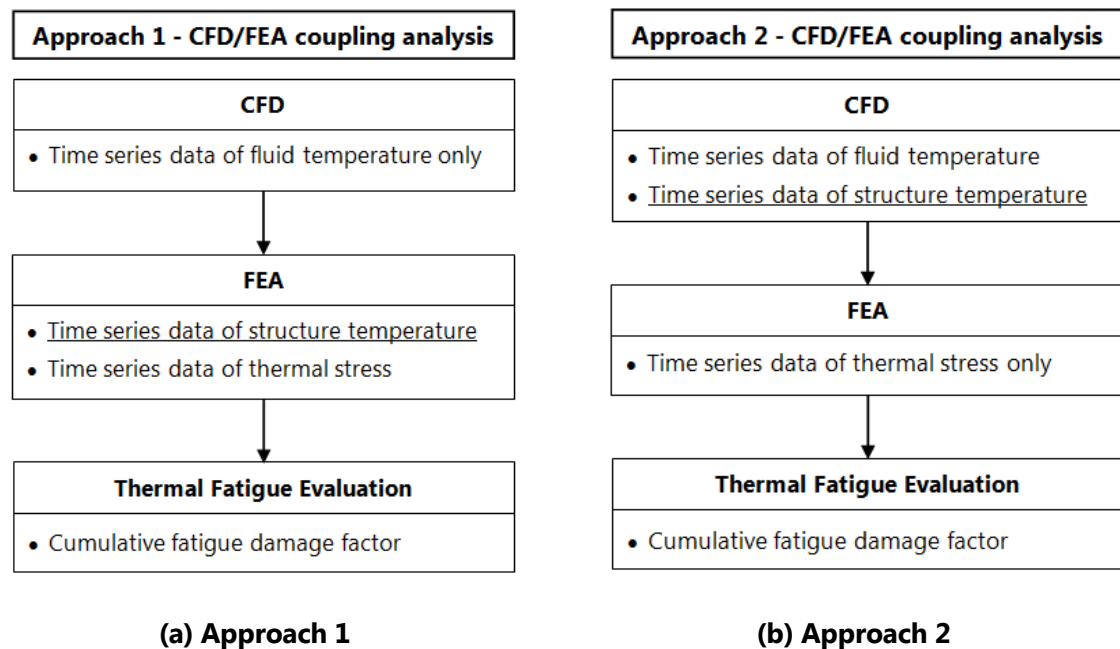 Approach 1 - CFD/FEA coupling analysis
CFD
• Time series data of fluid temperature only
FEA
• Time series data of structure temperature
• Time series data of thermal stress
Thermal Fatigue Evaluation
• Cumulative fatigue damage factor
(a) Approach 1
Approach 2 - CFD/FEA coupling analysis
CFD
• Time series data of fluid temperature
• Time series data of structure temperature
FEA
• Time series data of thermal stress only
Thermal Fatigue Evaluation
• Cumulative fatigue damage factor
(b) Approach 2